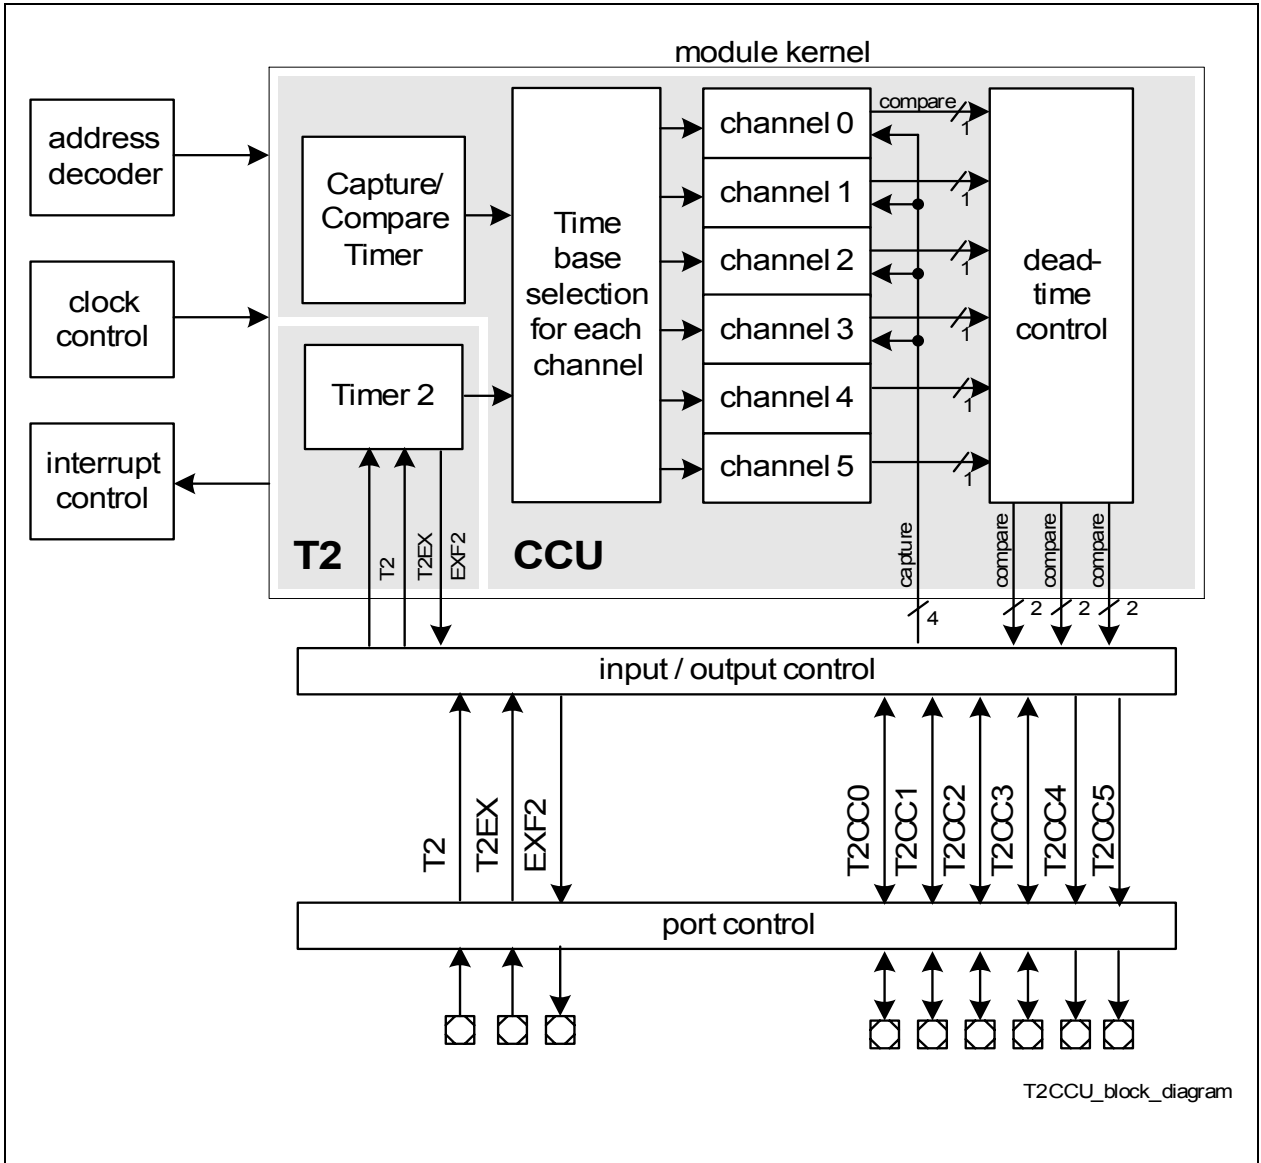 module kernel
address
decoder
clock
control
interrupt
control
Capture/
Compare
Timer
Timer 2
T2
T2
T2EX
EXF2
CCU
Time
base
selection
for each
channel
channel 0
channel 1
channel 2
channel 3
channel 4
channel 5
compare
1
1
1
1
1
1
dead-
time
control
capture
4
compare
2
compare
2
compare
2
input / output control
T2
T2EX
EXF2
T2CC0
T2CC1
T2CC2
T2CC3
T2CC4
T2CC5
port control
T2CCU_block_diagram